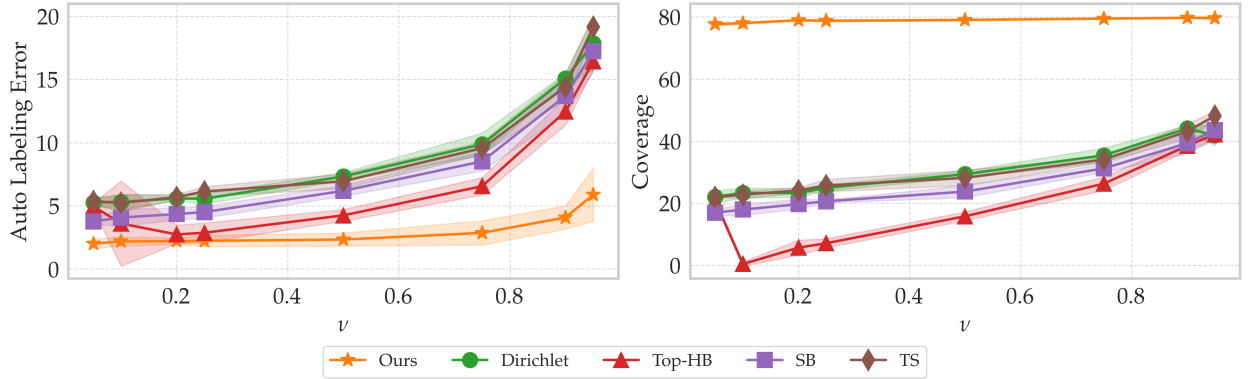 Auto Labeling Error
20
15
10
5
0
0.2 0.4 0.6 0.8
ν
Coverage
80
60
40
20
0
0.2 0.4 0.6 0.8
ν
Ours Dirichlet Top-HB SB TS